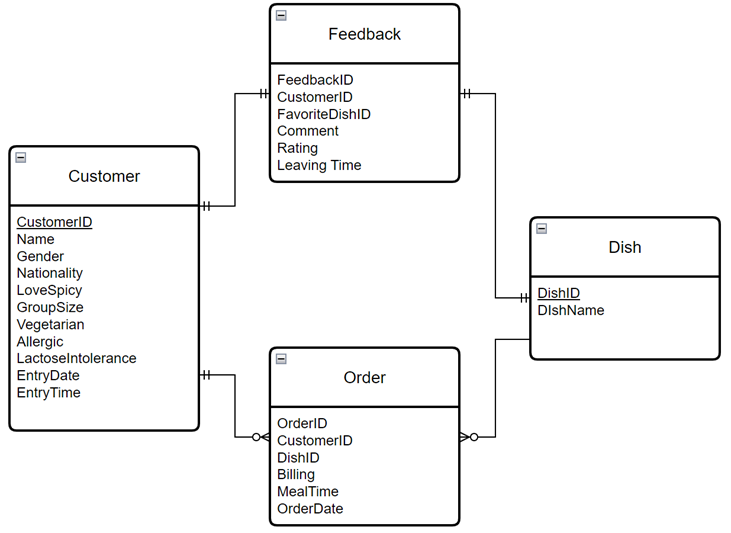 Feedback
FeedbackID
CustomerID
FavoriteDishID
Comment
Rating
Leaving Time
Customer
CustomerID
Name
Gender
Nationality
LoveSpicy
GroupSize
Vegetarian
Allergic
LactoseIntolerance
EntryDate
EntryTime
Dish
DishID
DIshName
Order
OrderID
CustomerID
DishID
Billing
MealTime
OrderDate